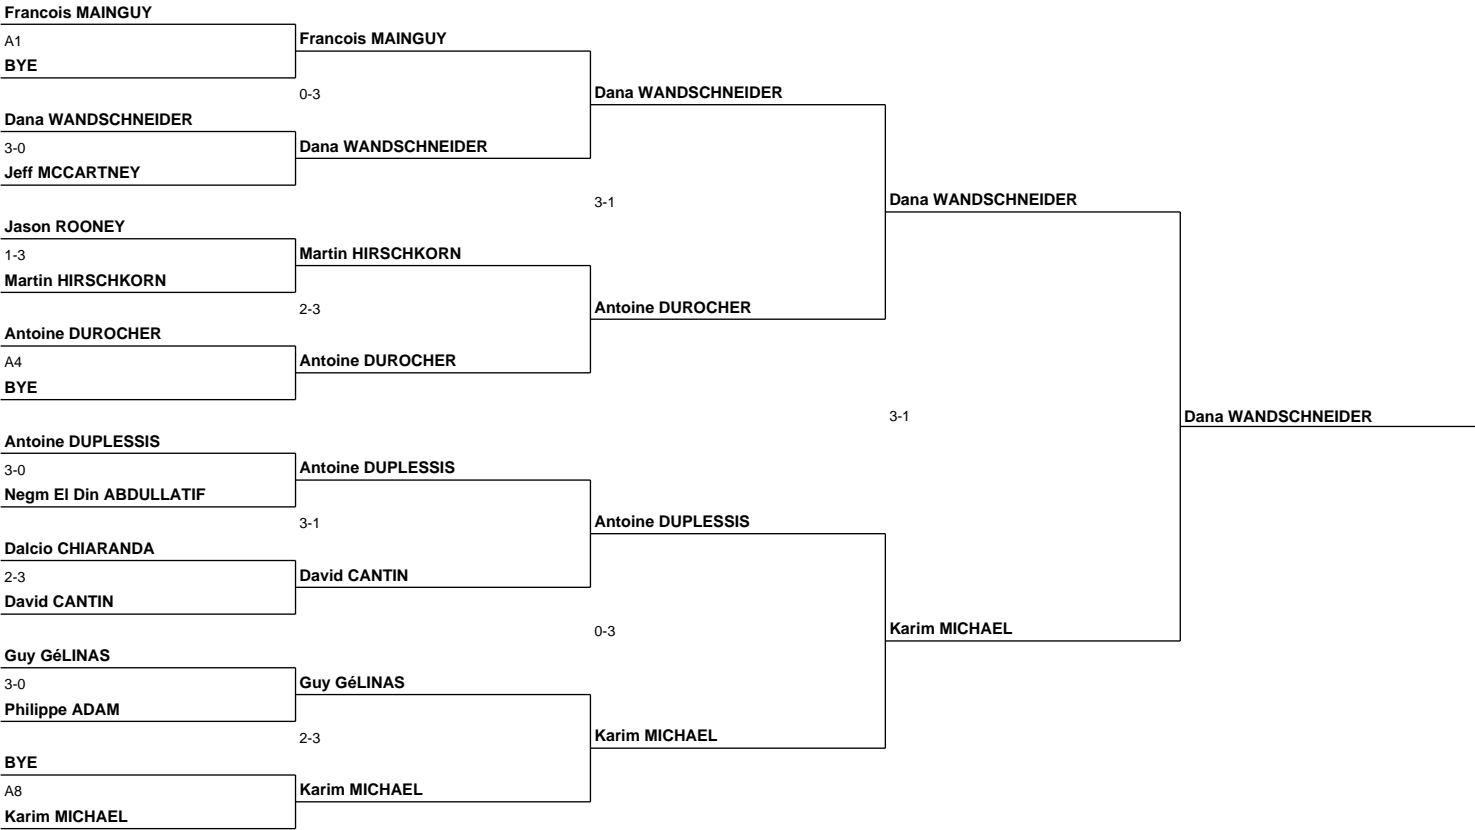 Francois MAINGUY
A1
BYE
Dana WANDSCHNEIDER
3-0
Jeff MCCARTNEY
Jason ROONEY
1-3
Martin HIRSCHKORN
Antoine DUROCHER
A4
BYE
Antoine DUPLESSIS
3-0
Negm El Din ABDULLATIF
Dalcio CHIARANDA
2-3
David CANTIN
Guy GéLINAS
3-0
Philippe ADAM
BYE
A8
Karim MICHAEL
Francois MAINGUY
0-3
Dana WANDSCHNEIDER
Martin HIRSCHKORN
2-3
Antoine DUROCHER
Antoine DUPLESSIS
3-1
David CANTIN
Guy GéLINAS
2-3
Karim MICHAEL
Dana WANDSCHNEIDER
3-1
Antoine DUROCHER
Antoine DUPLESSIS
0-3
Karim MICHAEL
Dana WANDSCHNEIDER
3-1
Karim MICHAEL
Dana WANDSCHNEIDER